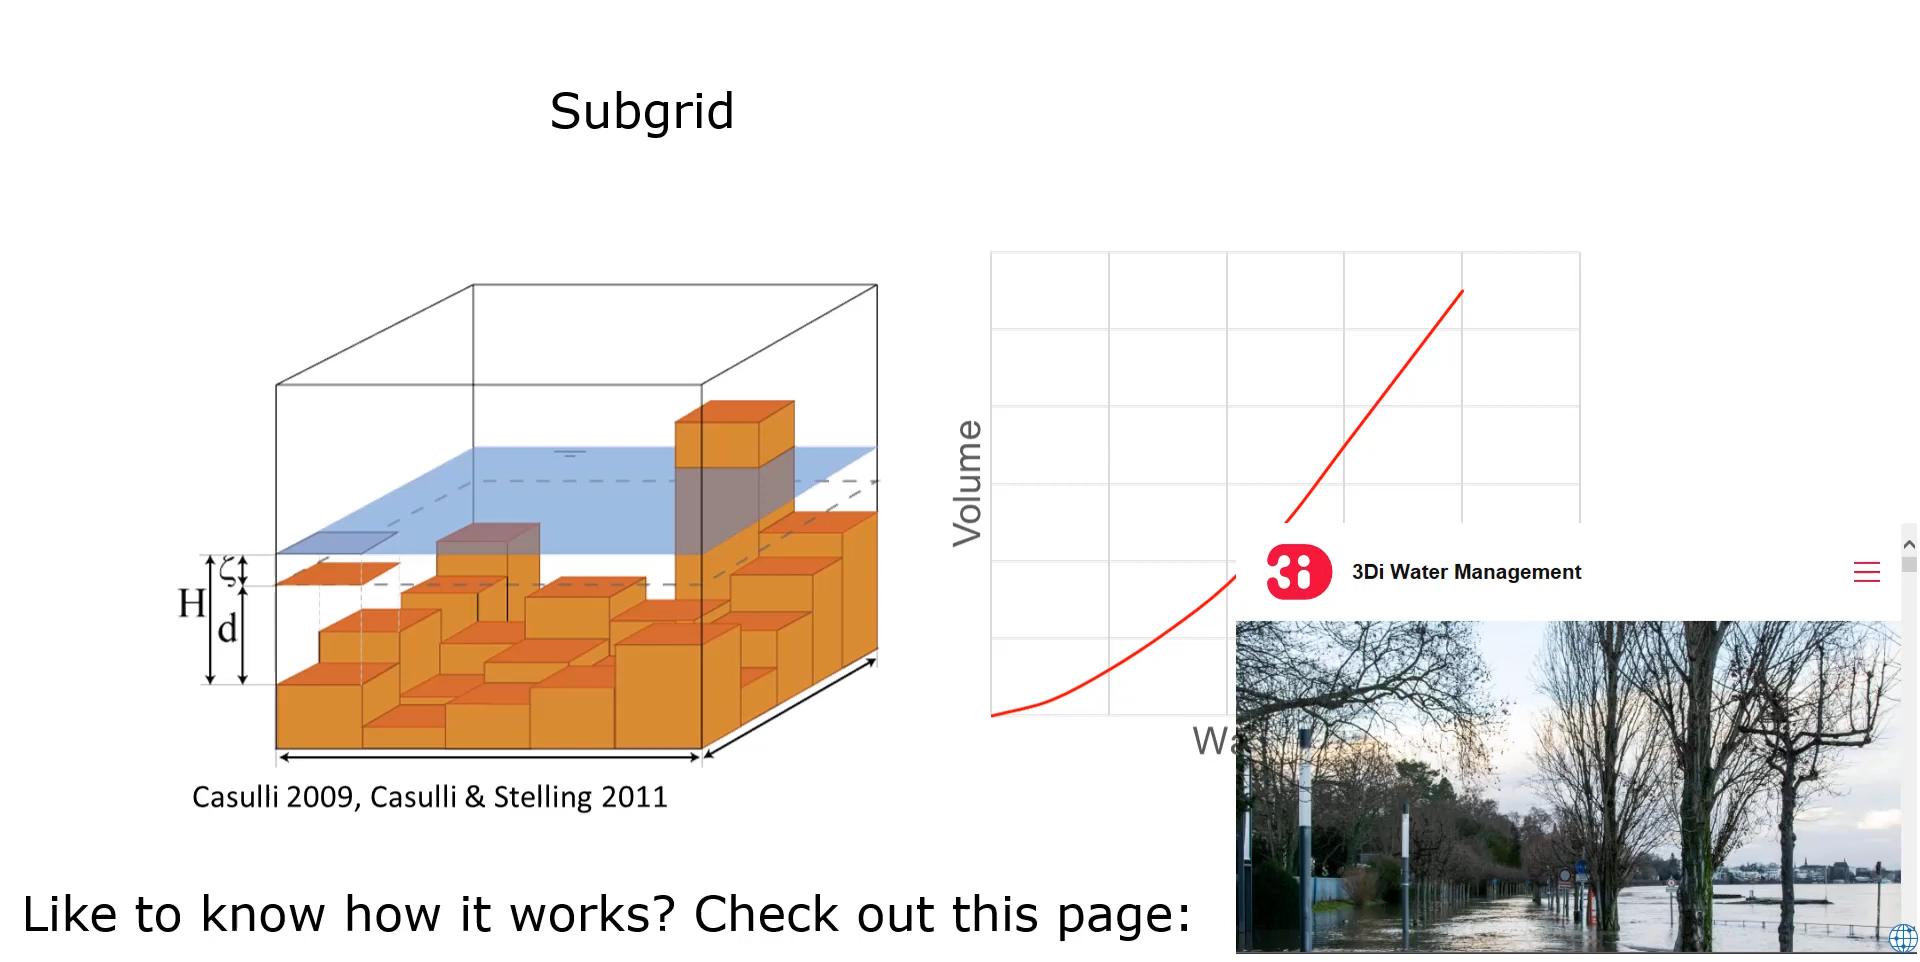 Subgrid
ζ
H
d
Volume
Casulli 2009, Casulli & Stelling 2011
3i
3Di Water Management
Like to know how it works? Check out this page: